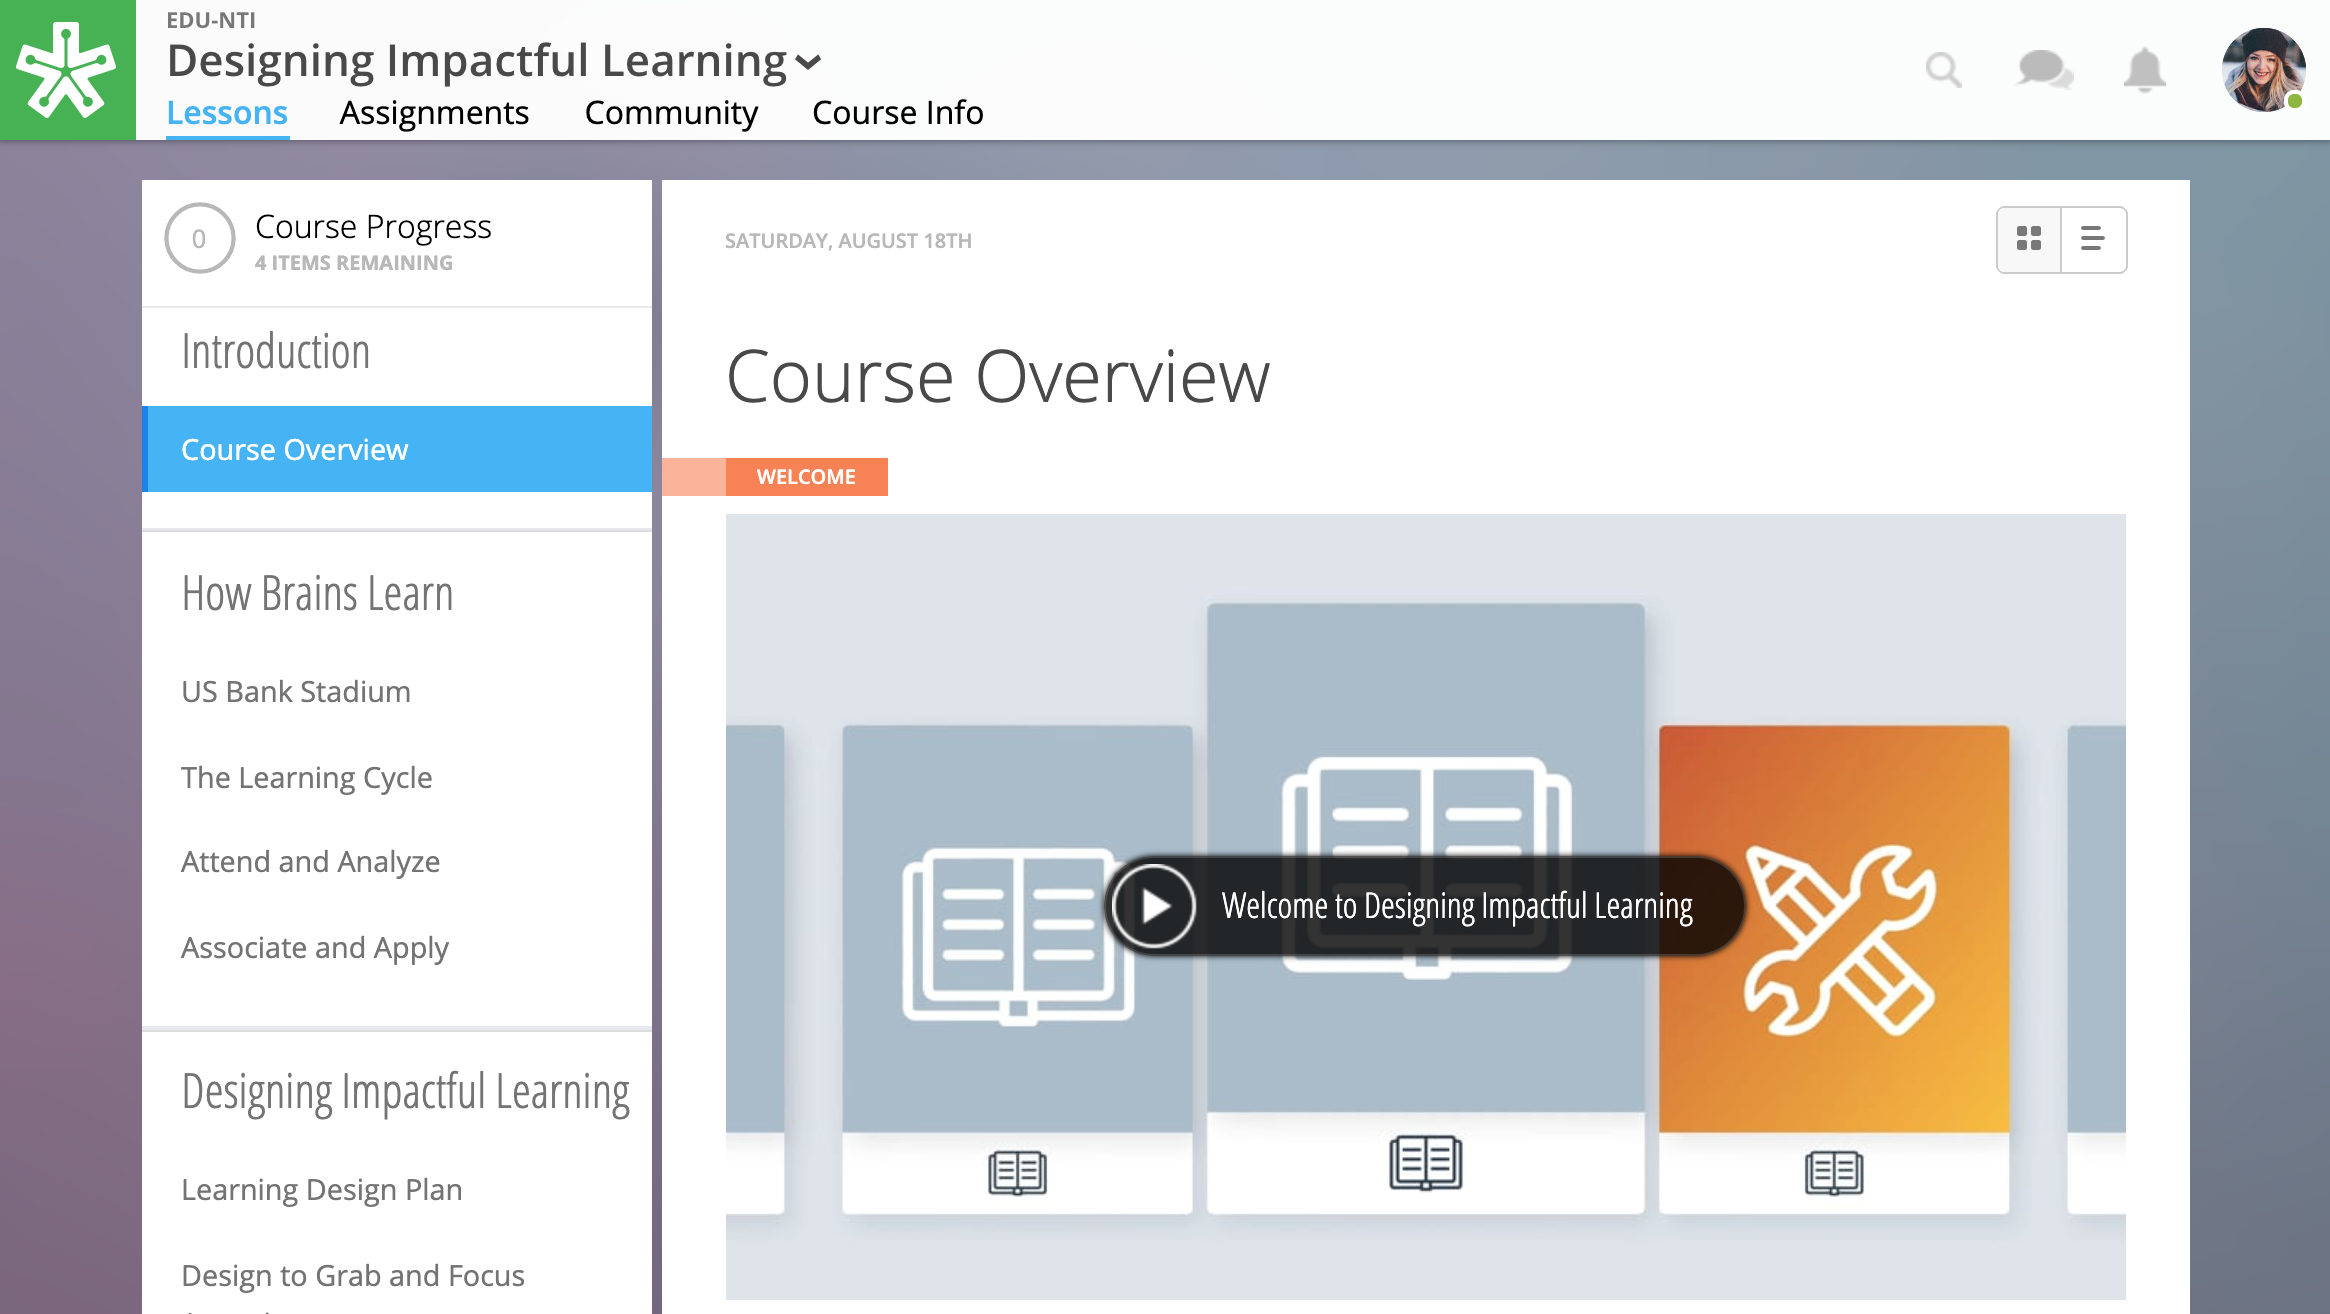 EDU-NTI
Designing Impactful Learning
Lessons
Assignments
Community
Course Info
0
Course Progress
4 ITEMS REMAINING
Introduction
Course Overview
How Brains Learn
US Bank Stadium
The Learning Cycle
Attend and Analyze
Associate and Apply
Designing Impactful Learning
Learning Design Plan
Design to Grab and Focus
SATURDAY, AUGUST 18TH
Course Overview
WELCOME
Welcome to Designing Impactful Learning